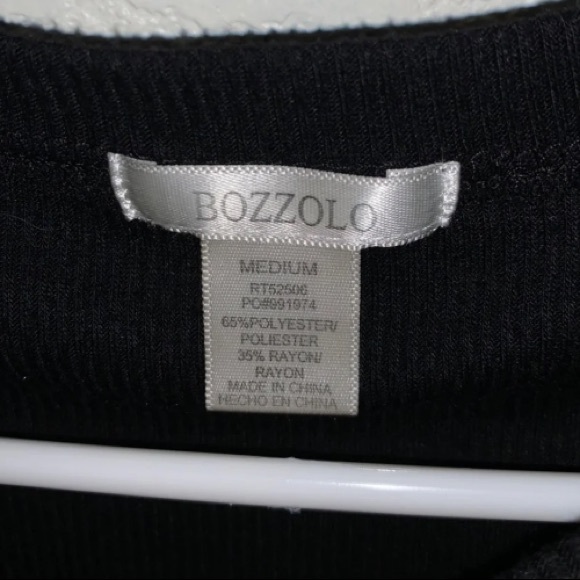 BOZZOLO
MEDIUM
RT52506
PO#991974
65%POLYESTER/
POLIESTER
35% RAYON/
RAYON
MADE IN CHINA
HECHO EN CHINA